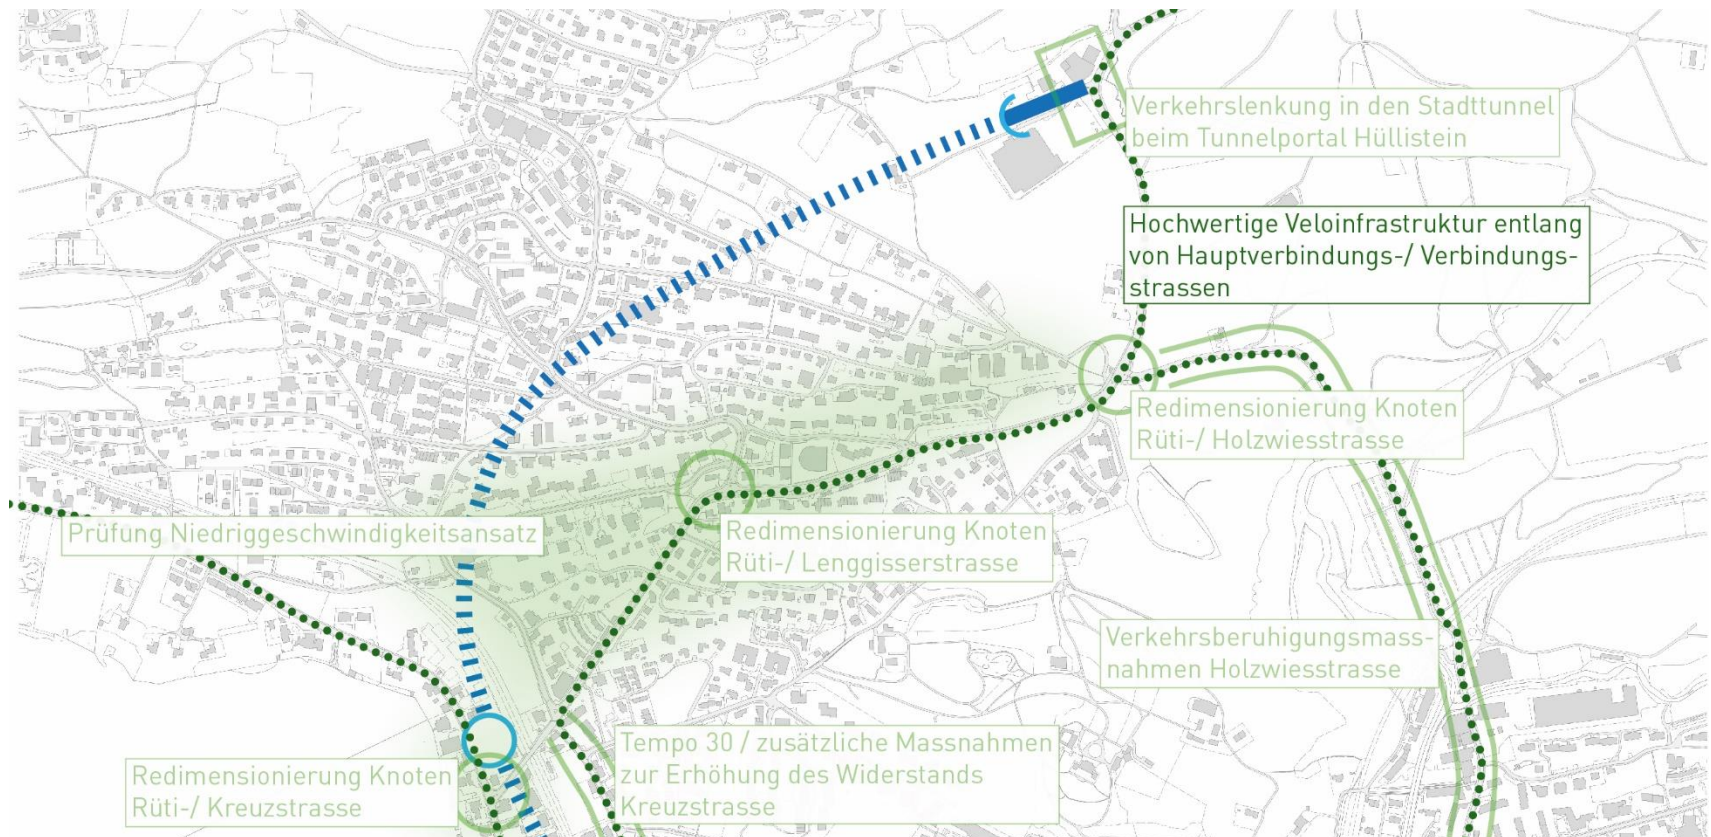 Verkehrslenkung in den Stadttunnel
beim Tunnelportal Hüllistein
Hochwertige Veloinfrastruktur entlang
von Hauptverbindungs-/ Verbindungs-
strassen
Redimensionierung Knoten
Rüti-/ Holzwiesstrasse
Prüfung Niedriggeschwindigkeitsansatz
Redimensionierung Knoten
Rüti-/ Lenggisserstrasse
Verkehrsberuhigungsmass-
nahmen Holzwiesstrasse
Tempo 30 / zusätzliche Massnahmen
zur Erhöhung des Widerstands
Kreuzstrasse
Redimensionierung Knoten
Rüti-/ Kreuzstrasse